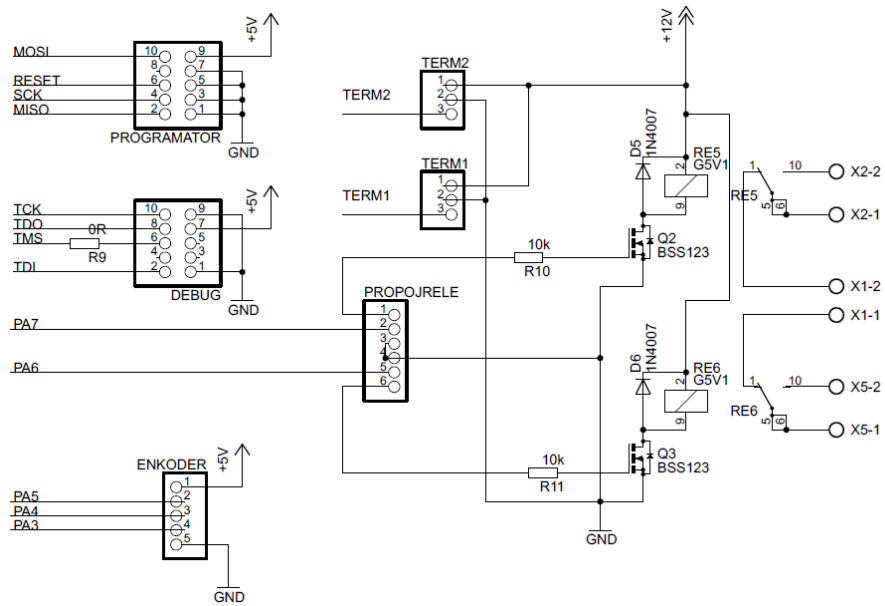 MOSI
RESET
SCK
MISO
10
8
6
4
2
9
7
5
3
1
+5V
PROGRAMATOR
GND
TCK
TDO
TMS
TDI
0R
R9
10
8
6
4
2
9
7
5
3
1
+5V
DEBUG
GND
PA7
PA6
PROPOJRELE
1
2
3
4
5
6
ENKODER
+5V
PA5
PA4
PA3
1
2
3
4
5
GND
TERM2
TERM2
1
2
3
TERM1
TERM1
1
2
3
+12V
D5
1N4007
RE5
G5V1
2
9
10k
R10
Q2
BSS123
D6
1N4007
RE6
G5V1
2
9
10k
R11
Q3
BSS123
GND
1
10
RE5
5
6
X2-2
X2-1
X1-2
X1-1
1
10
RE6
5
6
X5-2
X5-1